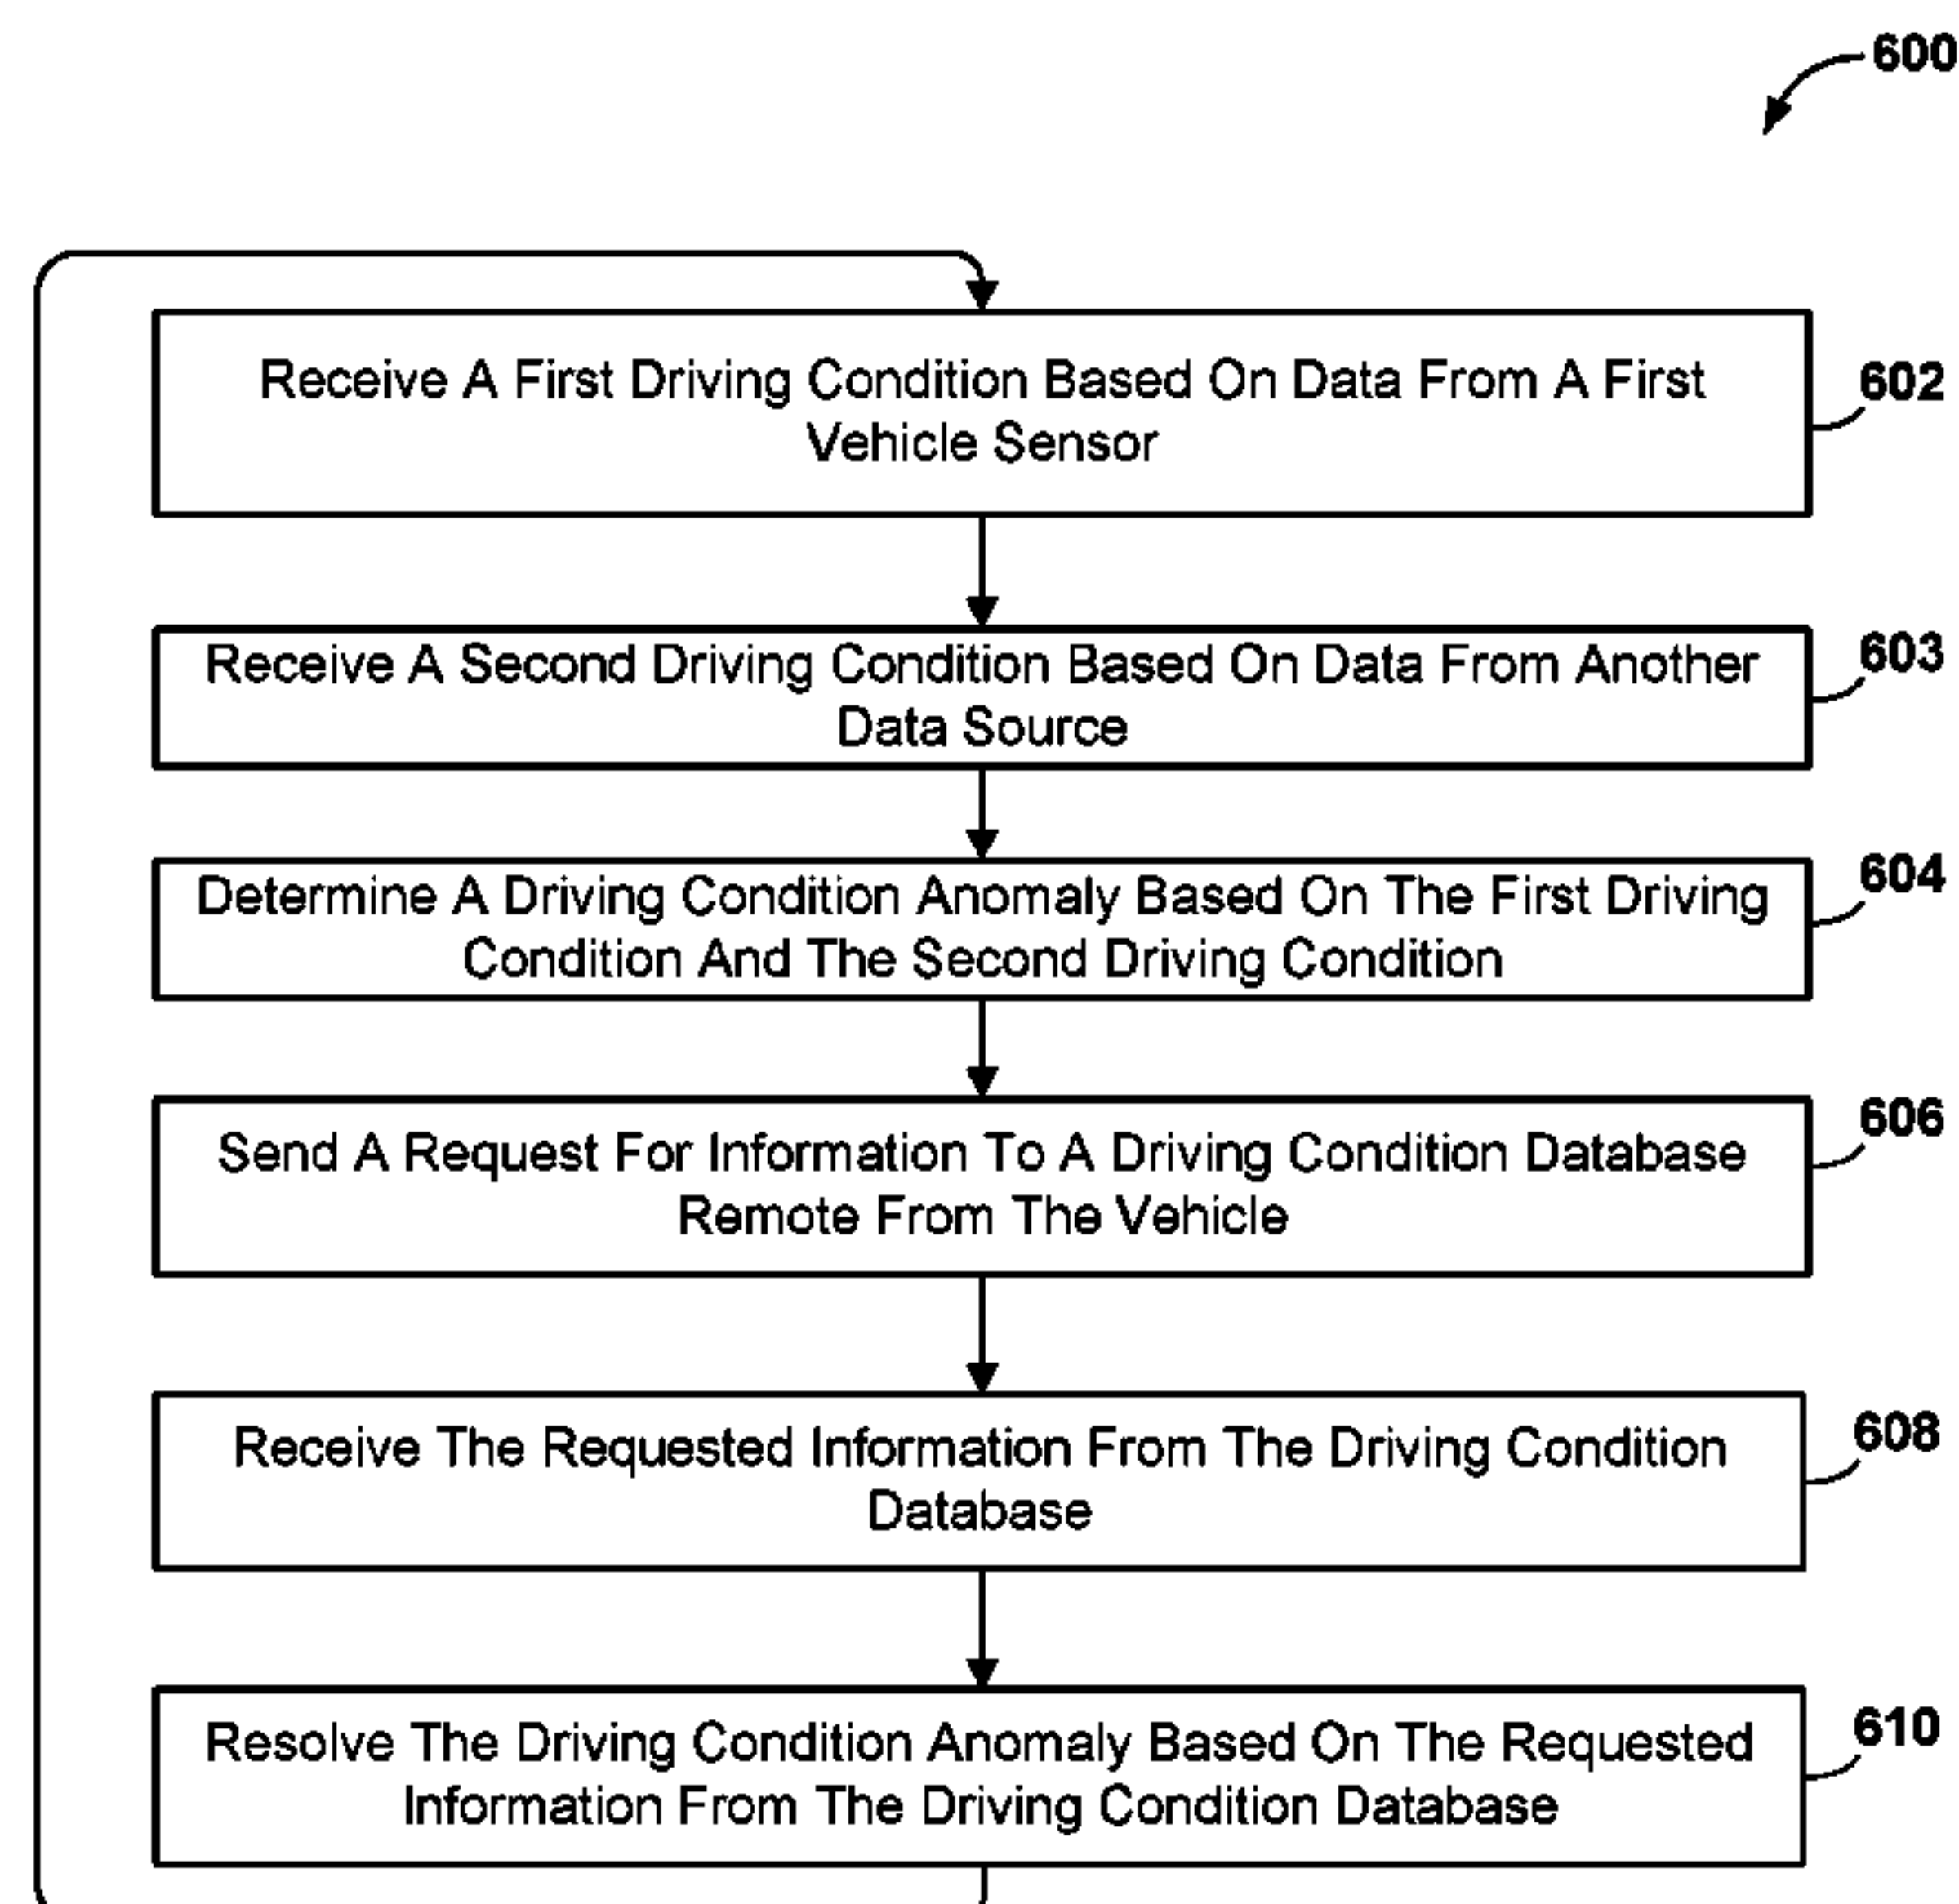 600
Receive A First Driving Condition Based On Data From A First
Vehicle Sensor
602
Receive A Second Driving Condition Based On Data From Another
Data Source
603
Determine A Driving Condition Anomaly Based On The First Driving
Condition And The Second Driving Condition
604
Send A Request For Information To A Driving Condition Database
Remote From The Vehicle
606
Receive The Requested Information From The Driving Condition
Database
608
Resolve The Driving Condition Anomaly Based On The Requested
Information From The Driving Condition Database
610